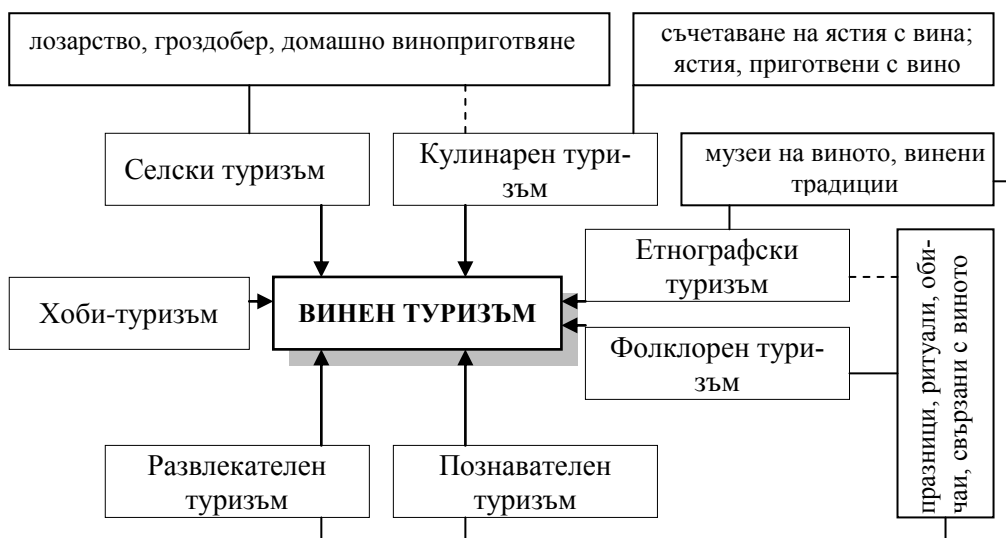 лозарство, гроздобер, домашно виноприготвяне
съчетаване на ястия с вина;
ястия, приготвени с вино
Селски туризъм
Кулинарен тури-
зъм
музеи на виното, винени
традиции
Етнографски
туризъм
Хоби-туризъм
ВИНЕН ТУРИЗЪМ
Фолклорен тури-
зъм
празници, ритуали, оби-
чаи, свързани с виното
Развлекателен
туризъм
Познавателен
туризъм